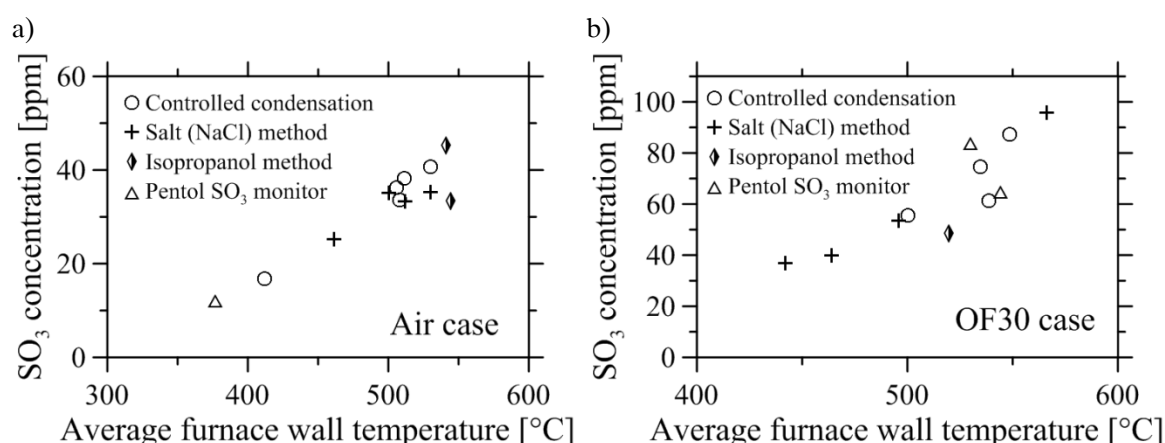 a)
60
40
20
0
SO₃ concentration [ppm]
Controlled condensation
Salt (NaCl) method
Isopropanol method
Pentol SO₃ monitor
Air case
300 400 500 600
Average furnace wall temperature [°C]
b)
100
80
60
40
20
0
SO₃ concentration [ppm]
Controlled condensation
Salt (NaCl) method
Isopropanol method
Pentol SO₃ monitor
OF30 case
400 500 600
Average furnace wall temperature [°C]